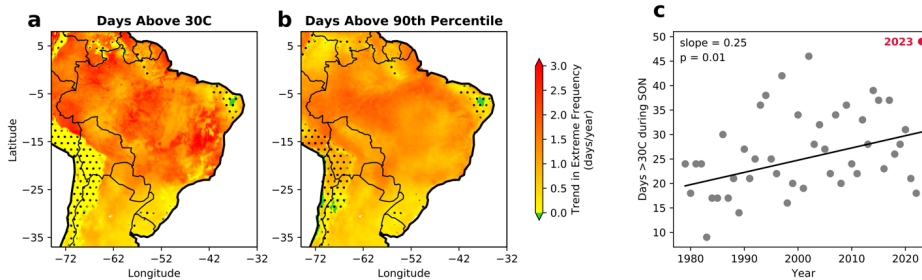 a Days Above 30C
5
−5
−15
−25
−35
Latitude
−72 −62 −52 −42 −32
Longitude
b Days Above 90th Percentile
5
−5
−15
−25
−35
−72 −62 −52 −42 −32
Longitude
3.0
2.5
2.0
1.5
1.0
0.5
0.0
Trend in Extreme Frequency
(days/year)
c
slope = 0.25
p = 0.01
2023
50
45
40
35
30
25
20
15
10
Days >30C during SON
1980 1990 2000 2010 2020
Year